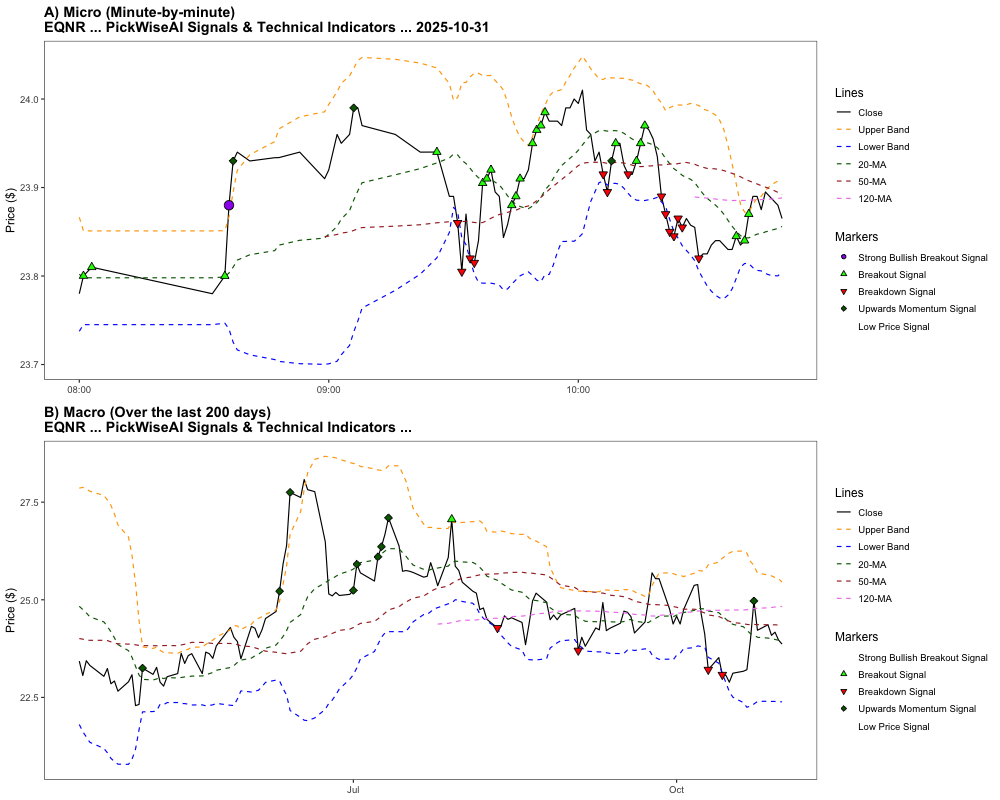 A) Micro (Minute-by-minute)
EQNR ... PickWiseAI Signals & Technical Indicators ... 2025-10-31
Price ($)
24.0
23.9
23.8
23.7
08:00
09:00
10:00
Lines
Close
Upper Band
Lower Band
20-MA
50-MA
120-MA
Markers
Strong Bullish Breakout Signal
Breakout Signal
Breakdown Signal
Upwards Momentum Signal
Low Price Signal
B) Macro (Over the last 200 days)
EQNR ... PickWiseAI Signals & Technical Indicators ...
Price ($)
27.5
25.0
22.5
Jul
Oct
Lines
Close
Upper Band
Lower Band
20-MA
50-MA
120-MA
Markers
Strong Bullish Breakout Signal
Breakout Signal
Breakdown Signal
Upwards Momentum Signal
Low Price Signal